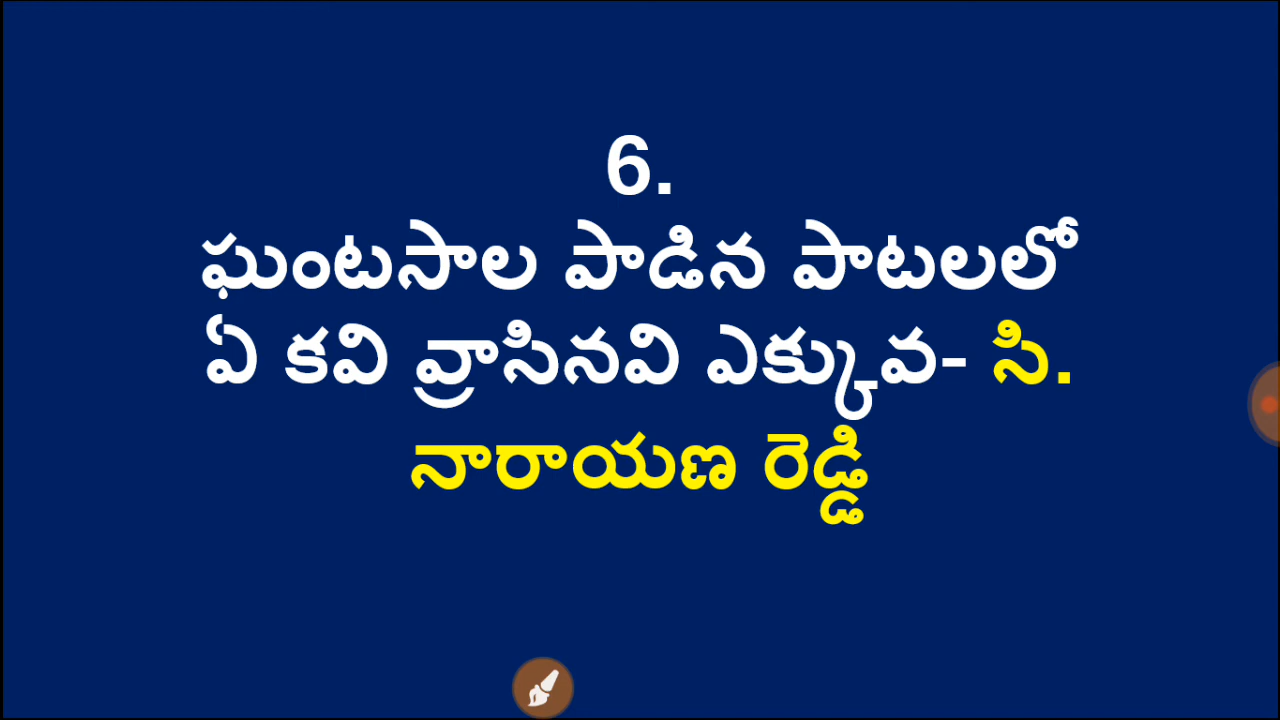 6.
ఘంటసాల పాడిన పాటలలో
ఏ కవి వ్రాసినవి ఎక్కువ- సి.
నారాయణ రెడ్డి